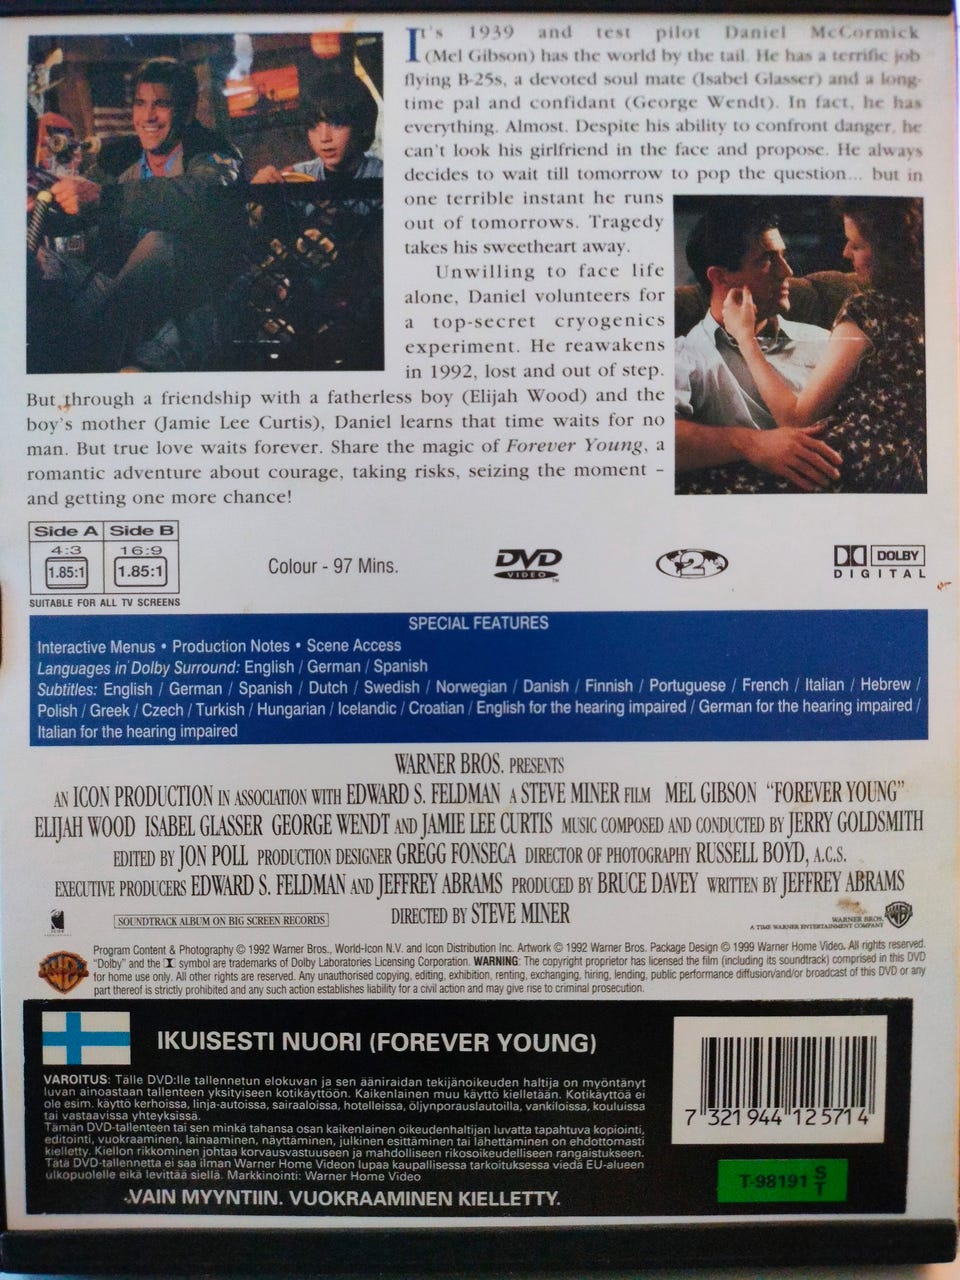 It's 1939 and test pilot Daniel McCormick
(Mel Gibson) has the world by the tail. He has a terrific job
flying B-25s, a devoted soul mate (Isabel Glasser) and a long-
time pal and confidant (George Wendt). In fact, he has
everything. Almost. Despite his ability to confront danger, he
can't look his girlfriend in the face and propose. He always
decides to wait till tomorrow to pop the question... but in
one terrible instant he runs
out of tomorrows. Tragedy
takes his sweetheart away.
Unwilling to face life
alone, Daniel volunteers for
a top-secret cryogenics
experiment. He reawakens
in 1992, lost and out of step.
But through a friendship with a fatherless boy (Elijah Wood) and the
boy's mother (Jamie Lee Curtis), Daniel learns that time waits for no
man. But true love waits forever. Share the magic of Forever Young, a
romantic adventure about courage, taking risks, seizing the moment –
and getting one more chance!
Side A Side B
4:3 16:9
1.85:1 1.85:1
SUITABLE FOR ALL TV SCREENS
Colour - 97 Mins.
DVD
VIDEO
TM
2
DOLBY
DIGITAL
SPECIAL FEATURES
Interactive Menus • Production Notes • Scene Access
Languages in Dolby Surround: English / German / Spanish
Subtitles: English / German / Spanish / Dutch / Swedish / Norwegian / Danish / Finnish / Portuguese / French / Italian / Hebrew /
Polish / Greek / Czech / Turkish / Hungarian / Icelandic / Croatian / English for the hearing impaired / German for the hearing impaired /
Italian for the hearing impaired
WARNER BROS. PRESENTS
AN ICON PRODUCTION IN ASSOCIATION WITH EDWARD S. FELDMAN A STEVE MINER FILM MEL GIBSON "FOREVER YOUNG"
ELIJAH WOOD ISABEL GLASSER GEORGE WENDT AND JAMIE LEE CURTIS MUSIC COMPOSED AND CONDUCTED BY JERRY GOLDSMITH
EDITED BY JON POLL PRODUCTION DESIGNER GREGG FONSECA DIRECTOR OF PHOTOGRAPHY RUSSELL BOYD, A.C.S.
EXECUTIVE PRODUCERS EDWARD S. FELDMAN AND JEFFREY ABRAMS PRODUCED BY BRUCE DAVEY WRITTEN BY JEFFREY ABRAMS
SOUNDTRACK ALBUM ON BIG SCREEN RECORDS
DIRECTED BY STEVE MINER
WARNER BROS.
A TIME WARNER ENTERTAINMENT COMPANY
Program Content & Photography © 1992 Warner Bros., World-Icon N.V. and Icon Distribution Inc. Artwork © 1992 Warner Bros. Package Design © 1999 Warner Home Video. All rights reserved.
"Dolby" and the symbol are trademarks of Dolby Laboratories Licensing Corporation. WARNING: The copyright proprietor has licensed the film (including its soundtrack) comprised in this DVD
for home use only. All other rights are reserved. Any unauthorised copying, editing, exhibition, renting, exchanging, hiring, lending, public performance diffusion/and/or broadcast of this DVD or any
part thereof is strictly prohibited and any such action establishes liability for a civil action and may give rise to criminal prosecution.
IKUISESTI NUORI (FOREVER YOUNG)
VAROITUS: Tälle DVD:lle tallennetun elokuvan ja sen ääniraidan tekijänoikeuden haltija on myöntänyt
luvan ainoastaan tallenteen yksityiseen kotikäyttöön. Kaikenlainen muu käyttö kielletään. Kotikäyttöä ei
ole esim. käyttö kerhoissa, linja-autoissa, sairaaloissa, hotelleissa, öljynporauslautoilla, vankiloissa, kouluissa
tai vastaavissa yhteyksissä.
Tämän DVD-tallenteen tai sen minkä tahansa osan kaikenlainen oikeudenhaltijan luvatta tapahtuva kopiointi,
editointi, vuokraaminen, lainaaminen, näyttäminen, julkinen esittäminen tai lähettäminen on ehdottomasti
kielletty. Kiellon rikkominen johtaa korvausvastuuseen ja mahdolliseen rikosoikeudelliseen rangaistukseen.
Tätä DVD-tallennetta ei saa ilman Warner Home Videon lupaa kaupallisessa tarkoituksessa viedä EU-alueen
ulkopuolelle eikä levittää siellä. Markkinointi: Warner Home Video
VAIN MYYNTIIN. VUOKRAAMINEN KIELLETTY.
7 321944 125714
T-98191 S
T